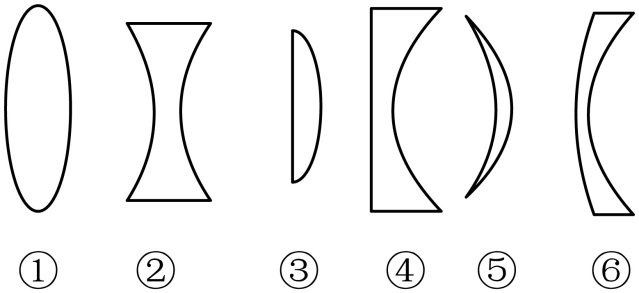 ① ② ③ ④ ⑤ ⑥